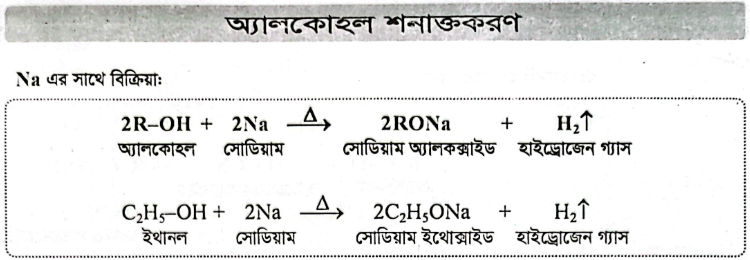 অ্যালকোহল শনাক্তকরণ
Na এর সাথে বিক্রিয়াঃ
2R–OH + 2Na —Δ→ 2RONa + H₂↑
অ্যালকোহল সোডিয়াম সোডিয়াম অ্যালকক্সাইড হাইড্রোজেন গ্যাস
C₂H₅–OH + 2Na —Δ→ 2C₂H₅ONa + H₂↑
ইথানল সোডিয়াম সোডিয়াম ইথোক্সাইড হাইড্রোজেন গ্যাস